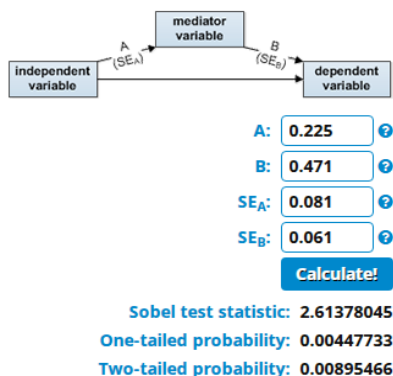 mediator
variable
A
(SEA)
B
(SEB)
independent
variable
dependent
variable
A: 0.225 ?
B: 0.471 ?
SEA: 0.081 ?
SEB: 0.061 ?
Calculate!
Sobel test statistic: 2.61378045
One-tailed probability: 0.00447733
Two-tailed probability: 0.00895466